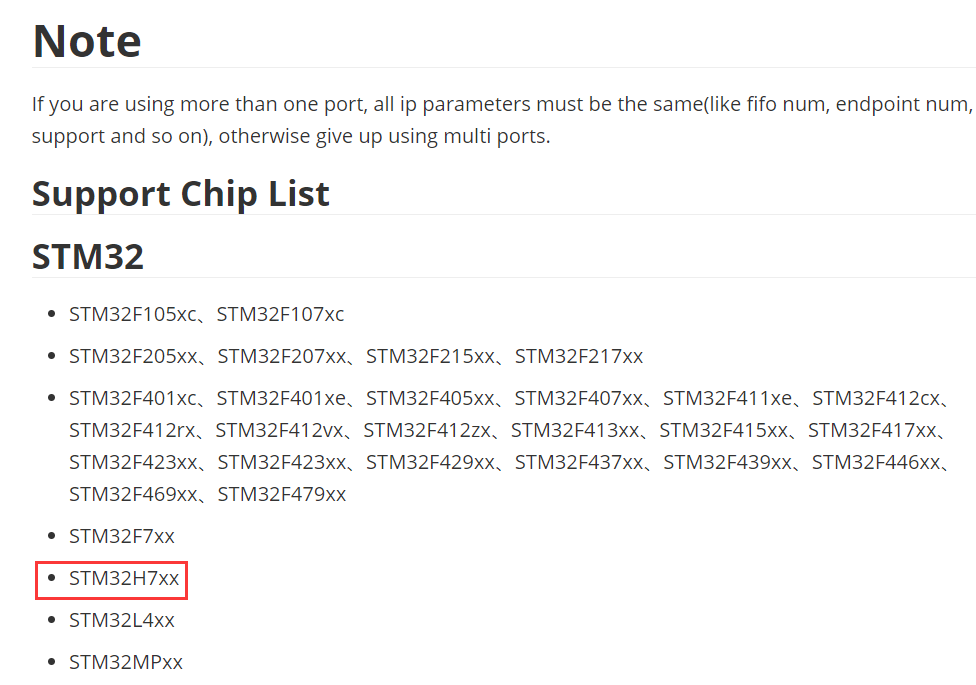 Note
If you are using more than one port, all ip parameters must be the same(like fifo num, endpoint num,
support and so on), otherwise give up using multi ports.
Support Chip List
STM32
• STM32F105xc、STM32F107xc
• STM32F205xx、STM32F207xx、STM32F215xx、STM32F217xx
• STM32F401xc、STM32F401xe、STM32F405xx、STM32F407xx、STM32F411xe、STM32F412cx、
STM32F412rx、STM32F412vx、STM32F412zx、STM32F413xx、STM32F415xx、STM32F417xx、
STM32F423xx、STM32F423xx、STM32F429xx、STM32F437xx、STM32F439xx、STM32F446xx、
STM32F469xx、STM32F479xx
• STM32F7xx
• STM32H7xx
• STM32L4xx
• STM32MPxx